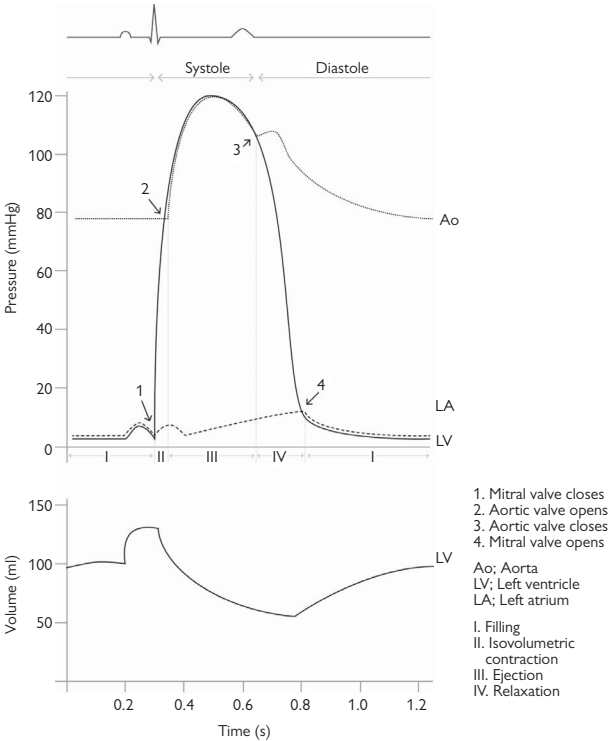 Systole Diastole
120
100
80
60
40
20
0
Pressure (mmHg)
1
2
3
4
Ao
LA
LV
I II III IV I
150
100
50
Volume (ml)
LV
0.2 0.4 0.6 0.8 1.0 1.2
Time (s)
1. Mitral valve closes
2. Aortic valve opens
3. Aortic valve closes
4. Mitral valve opens
Ao; Aorta
LV; Left ventricle
LA; Left atrium
I. Filling
II. Isovolumetric
contraction
III. Ejection
IV. Relaxation